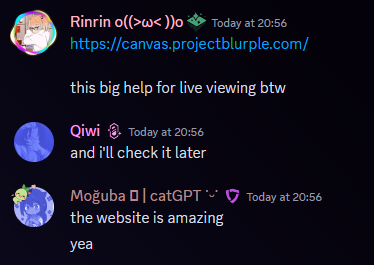 Rinrin o((>ω< ))o Today at 20:56
https://canvas.projectblurple.com/
this big help for live viewing btw
Qiwi Today at 20:56
and i'll check it later
Moğuba ▯ | catGPT ˙ᵕ˙ Today at 20:56
the website is amazing
yea